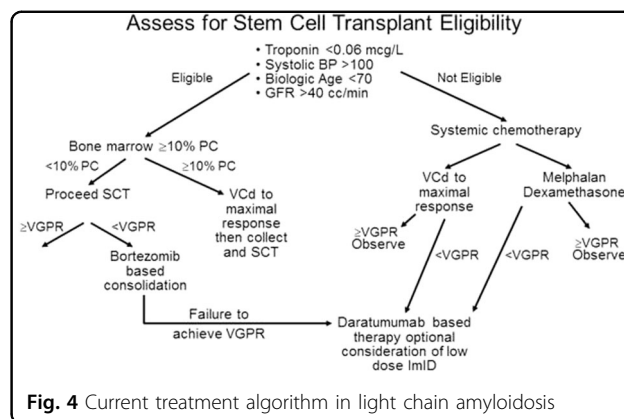 Assess for Stem Cell Transplant Eligibility
• Troponin <0.06 mcg/L
• Systolic BP >100
• Biologic Age <70
• GFR >40 cc/min
Eligible
Not Eligible
Bone marrow ≥10% PC
<10% PC
≥10% PC
Proceed SCT
VCd to
maximal
response
then collect
and SCT
≥VGPR
<VGPR
Bortezomib
based
consolidation
Failure to
achieve VGPR
Systemic chemotherapy
VCd to
maximal
response
Melphalan
Dexamethasone
≥VGPR
Observe
<VGPR
<VGPR
≥VGPR
Observe
Daratumumab based
therapy optional
consideration of low
dose ImID
Fig. 4 Current treatment algorithm in light chain amyloidosis